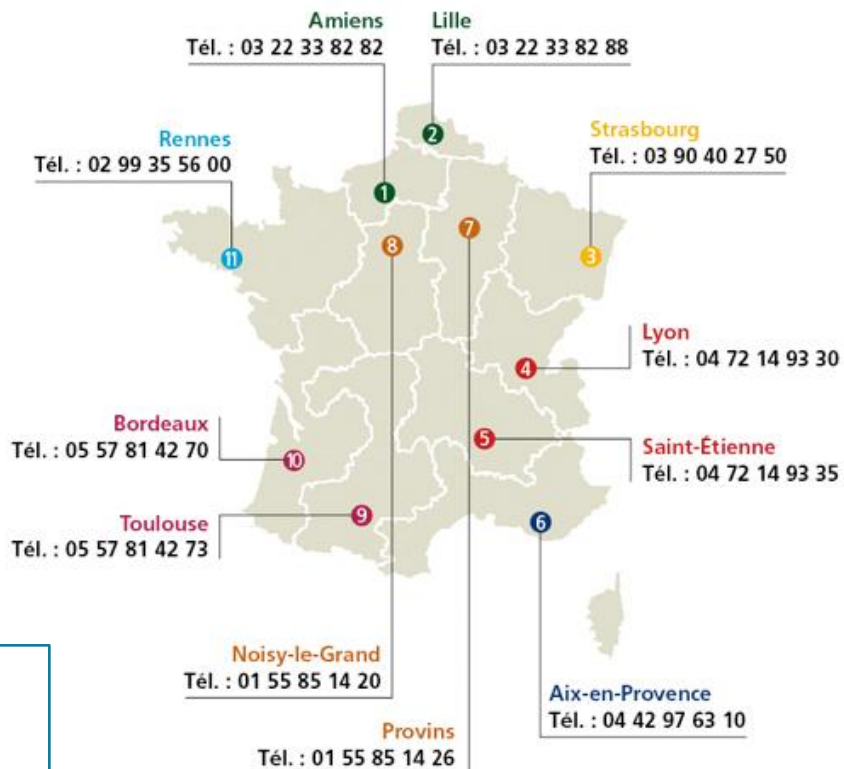 Amiens
Tél. : 03 22 33 82 82
Lille
Tél. : 03 22 33 82 88
Rennes
Tél. : 02 99 35 56 00
Strasbourg
Tél. : 03 90 40 27 50
2
1
7
8
11
3
Lyon
Tél. : 04 72 14 93 30
4
Bordeaux
Tél. : 05 57 81 42 70
10
5
Saint-Étienne
Tél. : 04 72 14 93 35
Toulouse
Tél. : 05 57 81 42 73
9
6
Noisy-le-Grand
Tél. : 01 55 85 14 20
Aix-en-Provence
Tél. : 04 42 97 63 10
Provins
Tél. : 01 55 85 14 26